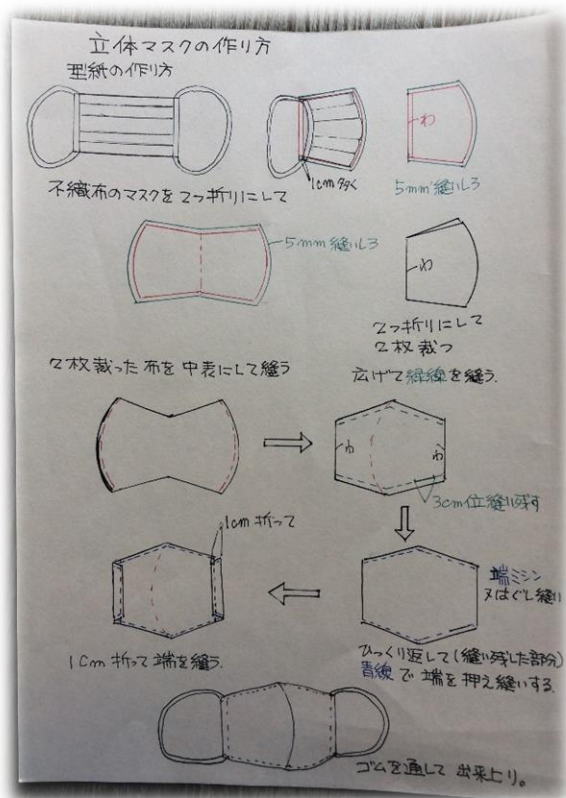 立体マスクの作り方
型紙の作り方
わ
1cm多く
5mm縫いしろ
不織布のマスクを2つ折りにして
5mm縫いしろ
わ
2つ折りにして
2枚裁つ
2枚裁った布を中表にして縫う
広げて緑線を縫う.
わ
わ
3cm位縫い残す
1cm折って
端ミシン
又はぐし縫い
1cm折って端を縫う.
ひっくり返して(縫い残した部分)
青線で端を押え縫いする.
ゴムを通して出来上り。